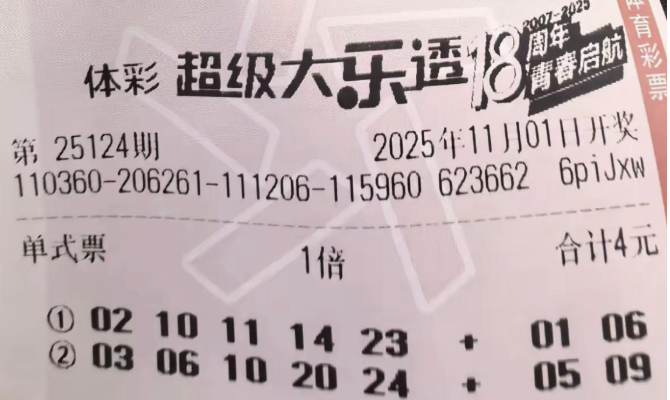 体彩 超级大乐透 18周年 2007-2025 青春启航
体育彩票
第 25124期 2025年11月01日开奖
110360-206261-111206-115960 623662 6piJxw
单式票 1倍 合计4元
① 02 10 11 14 23 + 01 06
② 03 06 10 20 24 + 05 09